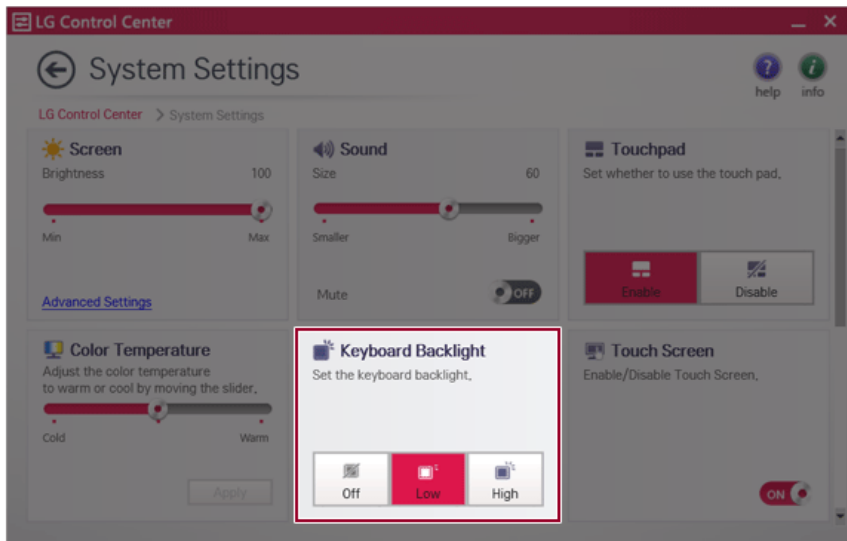 LG Control Center
System Settings
help
info
LG Control Center > System Settings
Screen
Brightness 100
Min Max
Advanced Settings
Sound
Size 60
Smaller Bigger
Mute OFF
Touchpad
Set whether to use the touch pad.
Enable Disable
Color Temperature
Adjust the color temperature
to warm or cool by moving the slider.
Cold Warm
Apply
Keyboard Backlight
Set the keyboard backlight.
Off Low High
Touch Screen
Enable/Disable Touch Screen.
ON